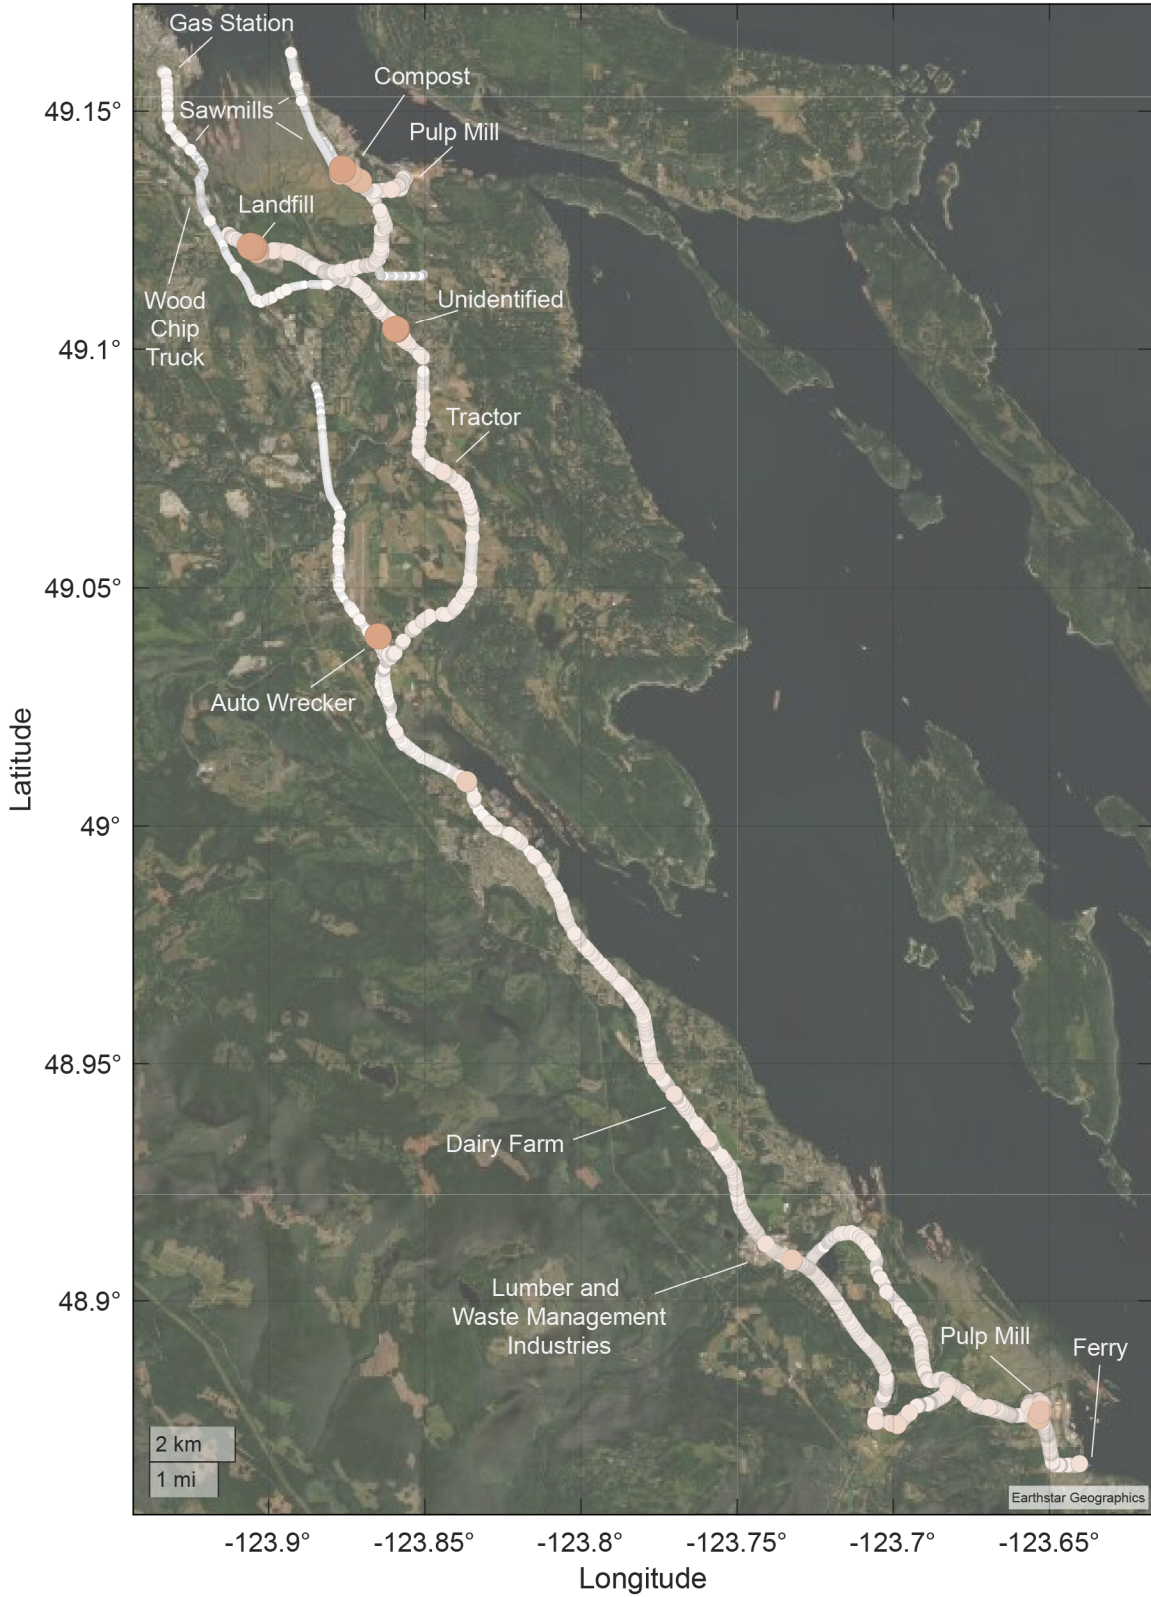 Gas Station
Compost
Sawmills
Pulp Mill
Landfill
Wood
Chip
Truck
Unidentified
Tractor
Auto Wrecker
Dairy Farm
Lumber and
Waste Management
Industries
Pulp Mill
Ferry
49.15°
49.1°
49.05°
49°
48.95°
48.9°
Latitude
2 km
1 mi
Earthstar Geographics
-123.9° -123.85° -123.8° -123.75° -123.7° -123.65°
Longitude